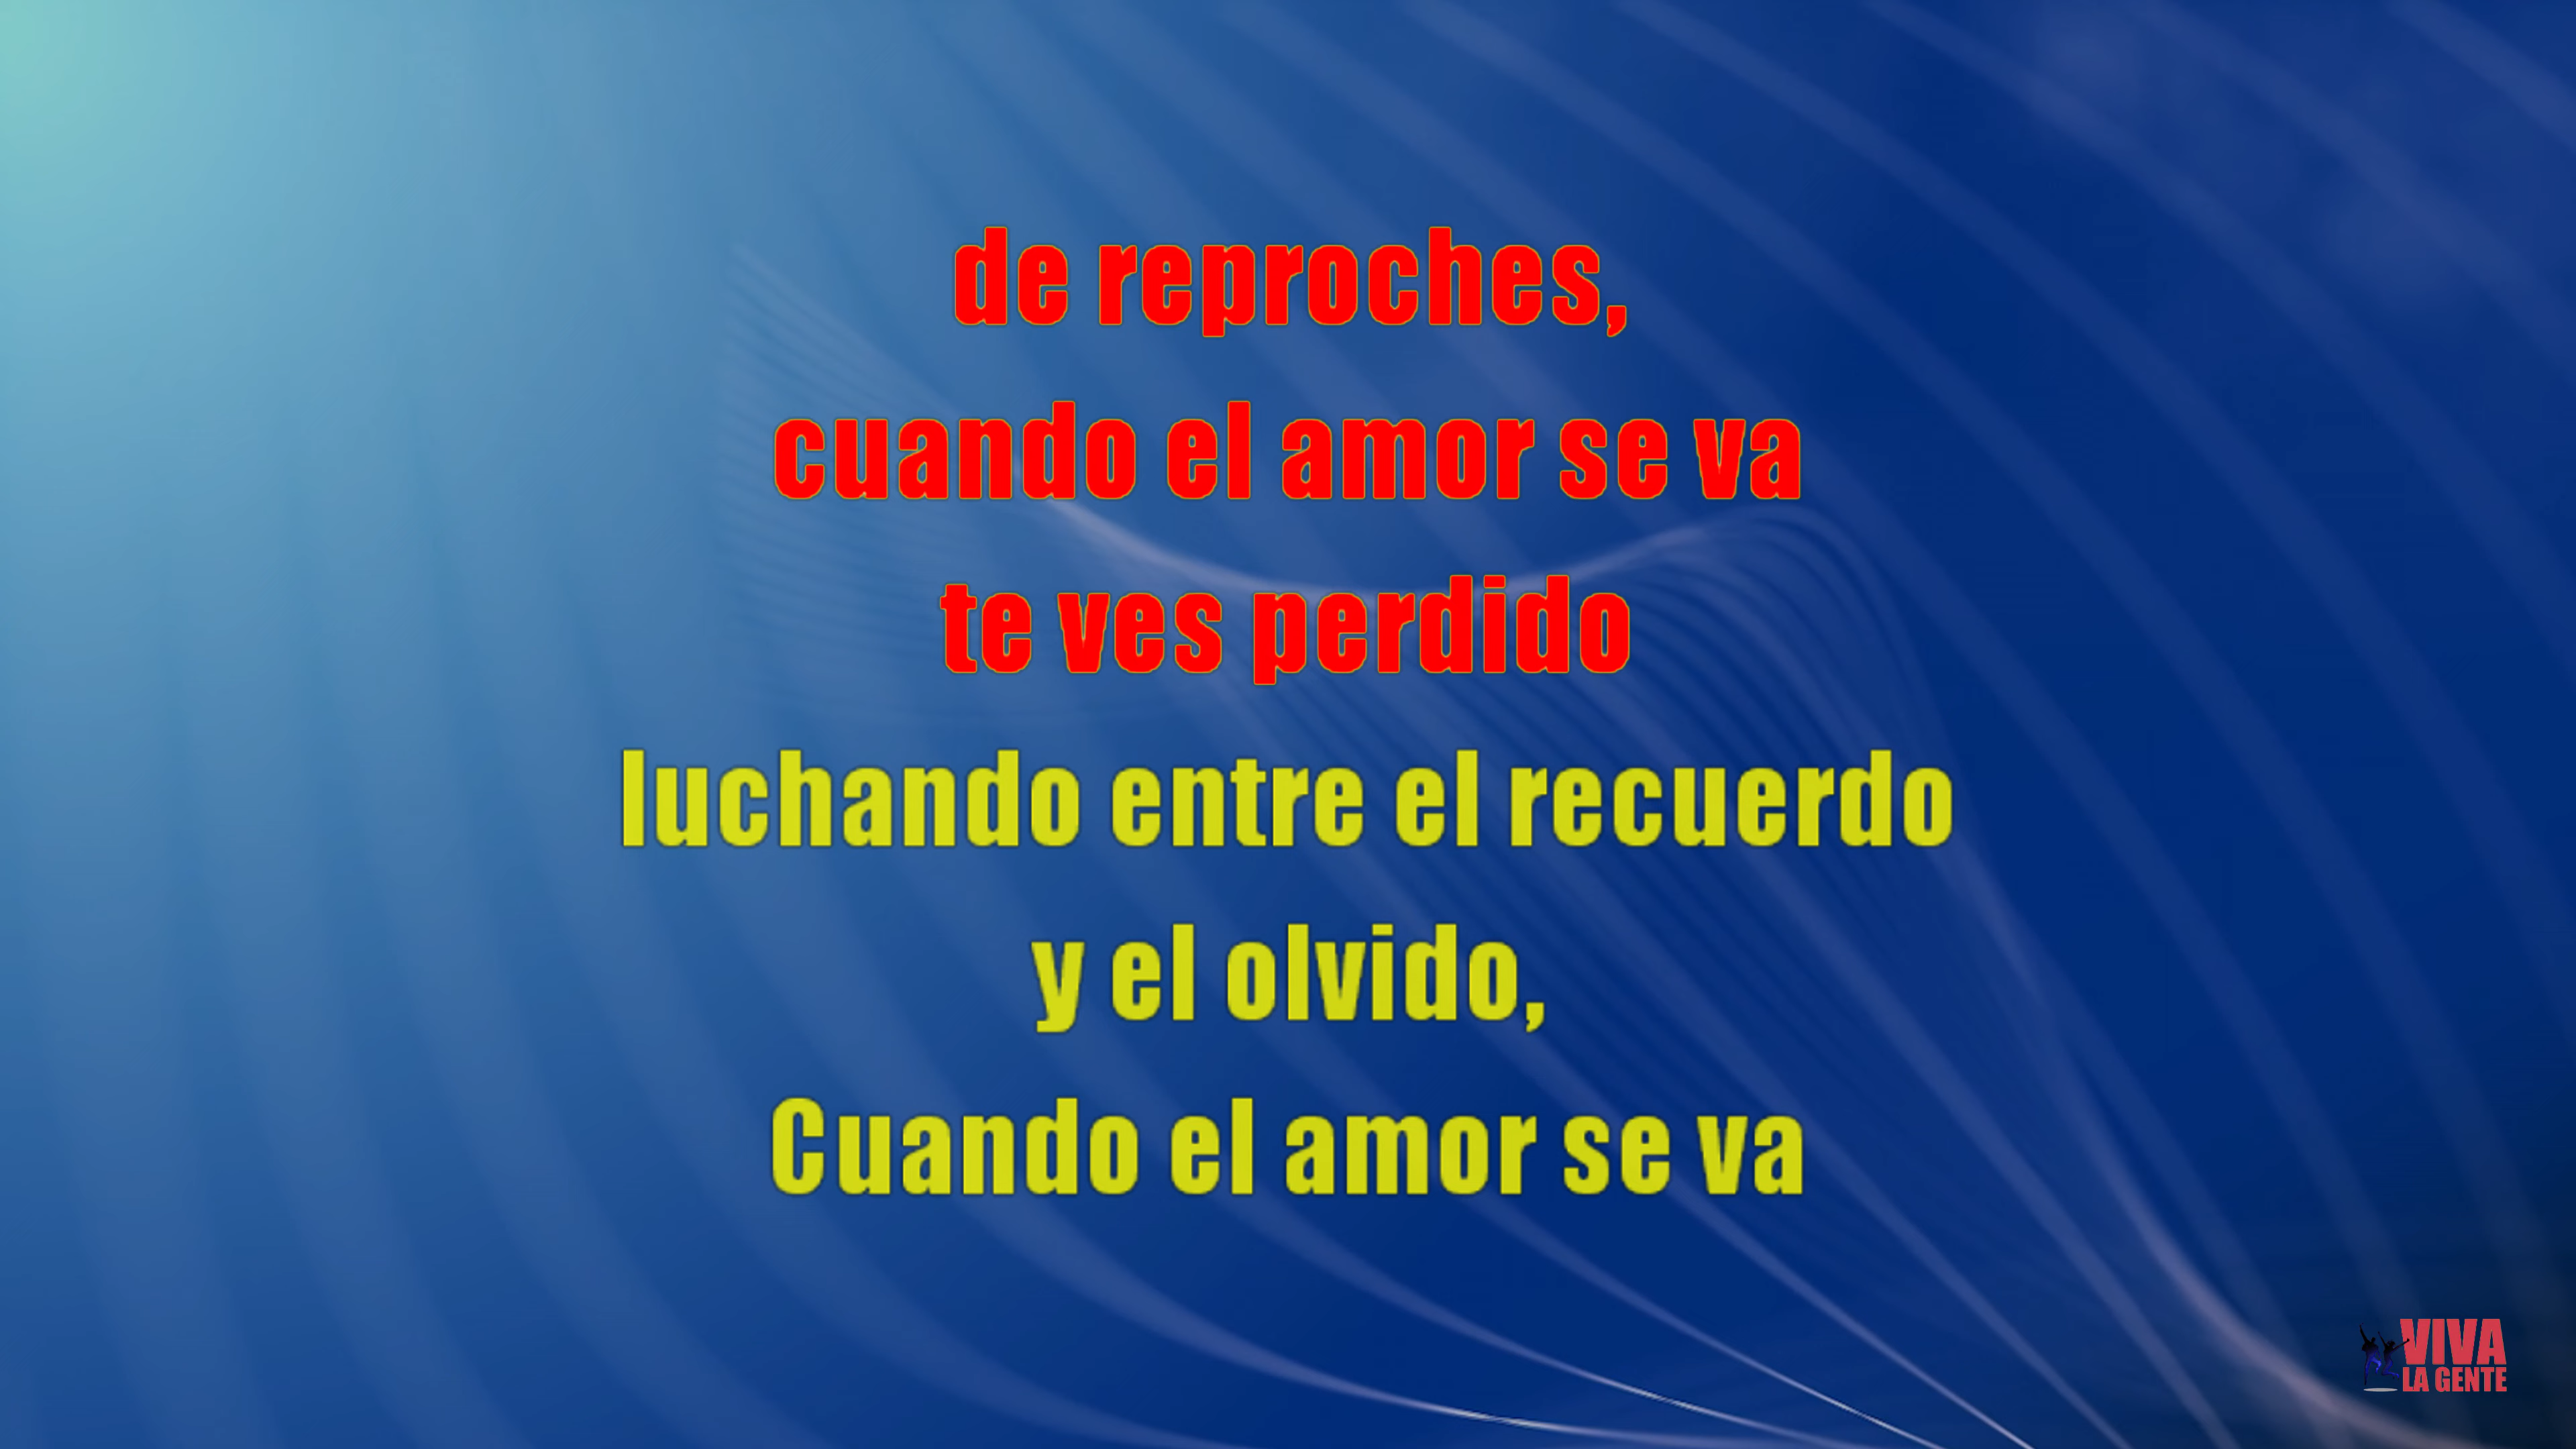 de reproches,
cuando el amor se va
te ves perdido
luchando entre el recuerdo
y el olvido,
Cuando el amor se va
VIVA
LA GENTE